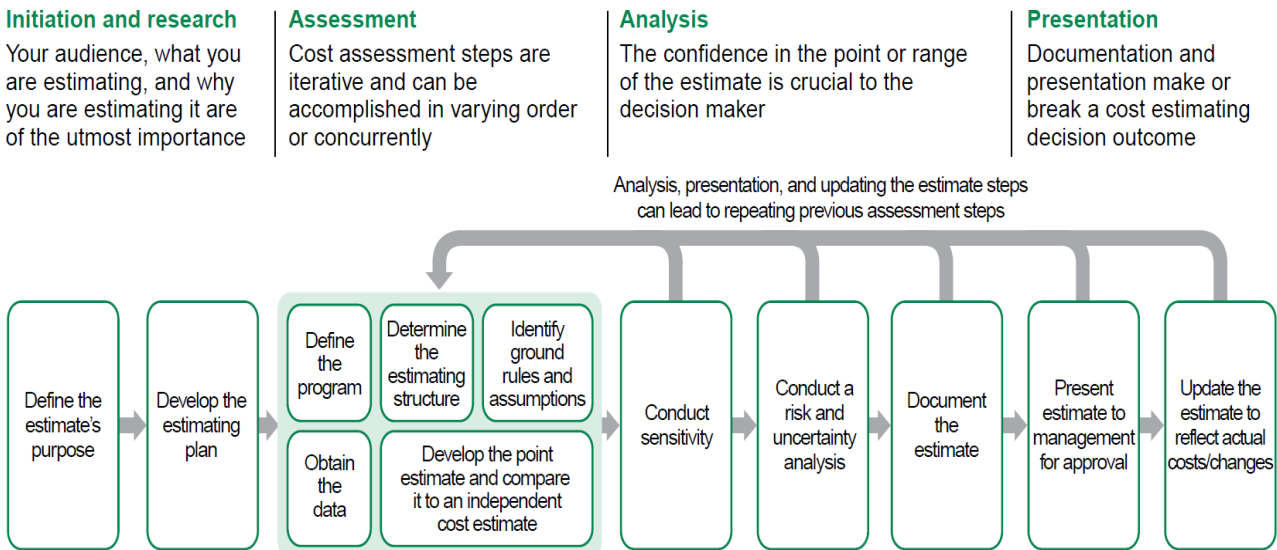 Initiation and research
Your audience, what you
are estimating, and why
you are estimating it are
of the utmost importance
Assessment
Cost assessment steps are
iterative and can be
accomplished in varying order
or concurrently
Analysis
The confidence in the point or range
of the estimate is crucial to the
decision maker
Presentation
Documentation and
presentation make or
break a cost estimating
decision outcome
Analysis, presentation, and updating the estimate steps
can lead to repeating previous assessment steps
Define the
estimate's
purpose
Develop the
estimating
plan
Define
the
program
Determine
the
estimating
structure
Identify
ground
rules and
assumptions
Obtain
the
data
Develop the point
estimate and compare
it to an independent
cost estimate
Conduct
sensitivity
Conduct a
risk and
uncertainty
analysis
Document
the
estimate
Present
estimate to
management
for approval
Update the
estimate to
reflect actual
costs/changes